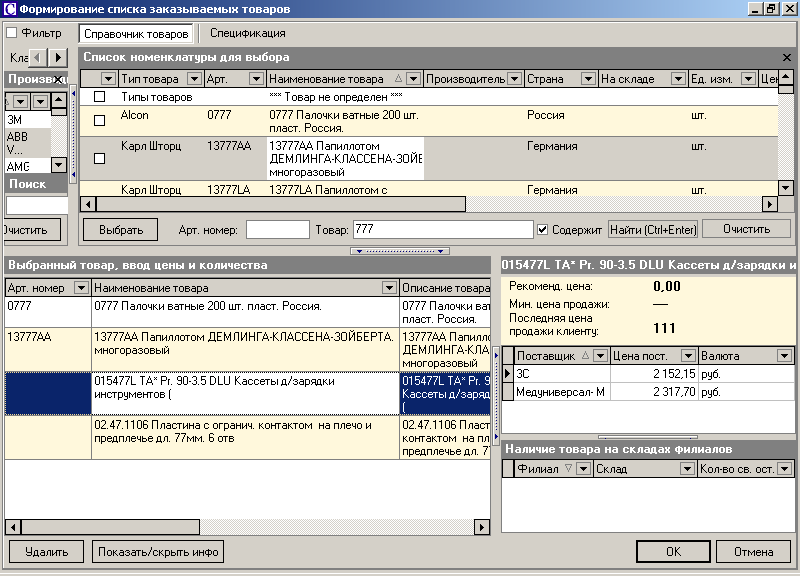 Формирование списка заказываемых товаров
Фильтр
Справочник товаров
Спецификация
Кла
Список номенклатуры для выбора
Произво
Тип товара Арт. Наименование товара Производитель Страна На складе Ед. изм. Цен
Типы товаров *** Товар не определен ***
3M
Alcon 0777 0777 Палочки ватные 200 шт. Россия шт.
пласт. Россия.
ABB
V...
Карл Шторц 13777AA 13777AA Папиллотом Германия шт.
ДЕМЛИНГА-КЛАССЕНА-ЗОЙБ
многоразовый
AMG
Поиск
Карл Шторц 13777LA 13777LA Папиллотом с Германия шт.
Очистить
Выбрать
Арт. номер:
Товар: 777
Содержит
Найти (Ctrl+Enter)
Очистить
Выбранный товар, ввод цены и количества
Арт. номер Наименование товара Описание товара
0777 0777 Палочки ватные 200 шт. пласт. Россия. 0777 Палочки ва
пласт. Россия.
13777AA 13777AA Папиллотом ДЕМЛИНГА-КЛАССЕНА-ЗОЙБЕРТА. 13777AA Папилло
многоразовый ДЕМЛИНГА-КЛА
многоразовый
015477L TA* Pr. 90-3.5 DLU Кассеты д/зарядки 015477L TA* Pr. 9
инструментов ( Кассеты д/заряд
(
02.47.1106 Пластина с огранич. контактом на плечо и 02.47.1106 Пласт
предплечье дл. 77мм. 6 отв контактом на пл
предплечье дл. 7
015477L TA* Pr. 90-3.5 DLU Кассеты д/зарядки и
Рекоменд. цена: 0,00
Мин. цена продажи: —
Последняя цена
продажи клиенту: 111
Поставщик Цена пост. Валюта
ЗС 2 152,15 руб.
Медуниверсал- М 2 317,70 руб.
Наличие товара на складах филиалов
Филиал Склад Кол-во св. ост.
Удалить
Показать/скрыть инфо
OK
Отмена